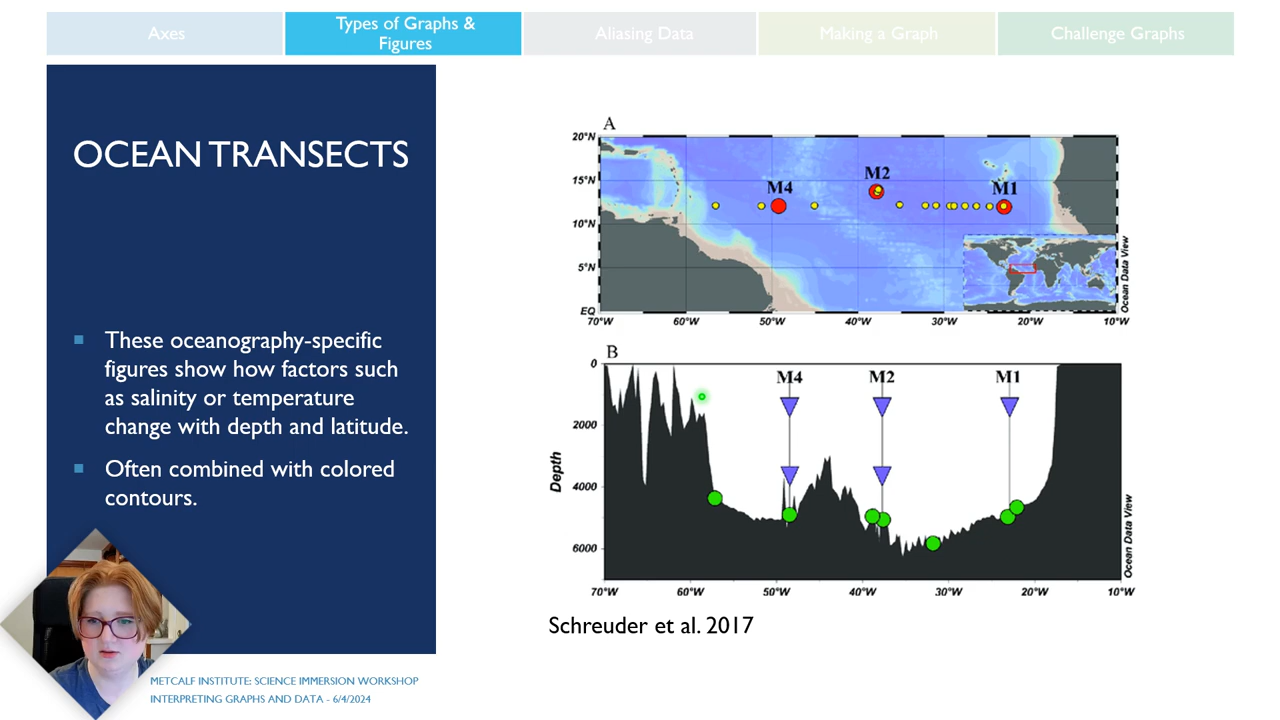 Axes
Types of Graphs &
Figures
Aliasing Data
Making a Graph
Challenge Graphs
OCEAN TRANSECTS
These oceanography-specific
figures show how factors such
as salinity or temperature
change with depth and latitude.
Often combined with colored
contours.
METCALF INSTITUTE: SCIENCE IMMERSION WORKSHOP
INTERPRETING GRAPHS AND DATA - 6/4/2024
A
20°N
15°N
10°N
5°N
EQ
M4
M2
M1
70°W 60°W 50°W 40°W 30°W 20°W 10°W
Ocean Data View
B
0
2000
4000
6000
Depth
M4
M2
M1
70°W 60°W 50°W 40°W 30°W 20°W 10°W
Ocean Data View
Schreuder et al. 2017